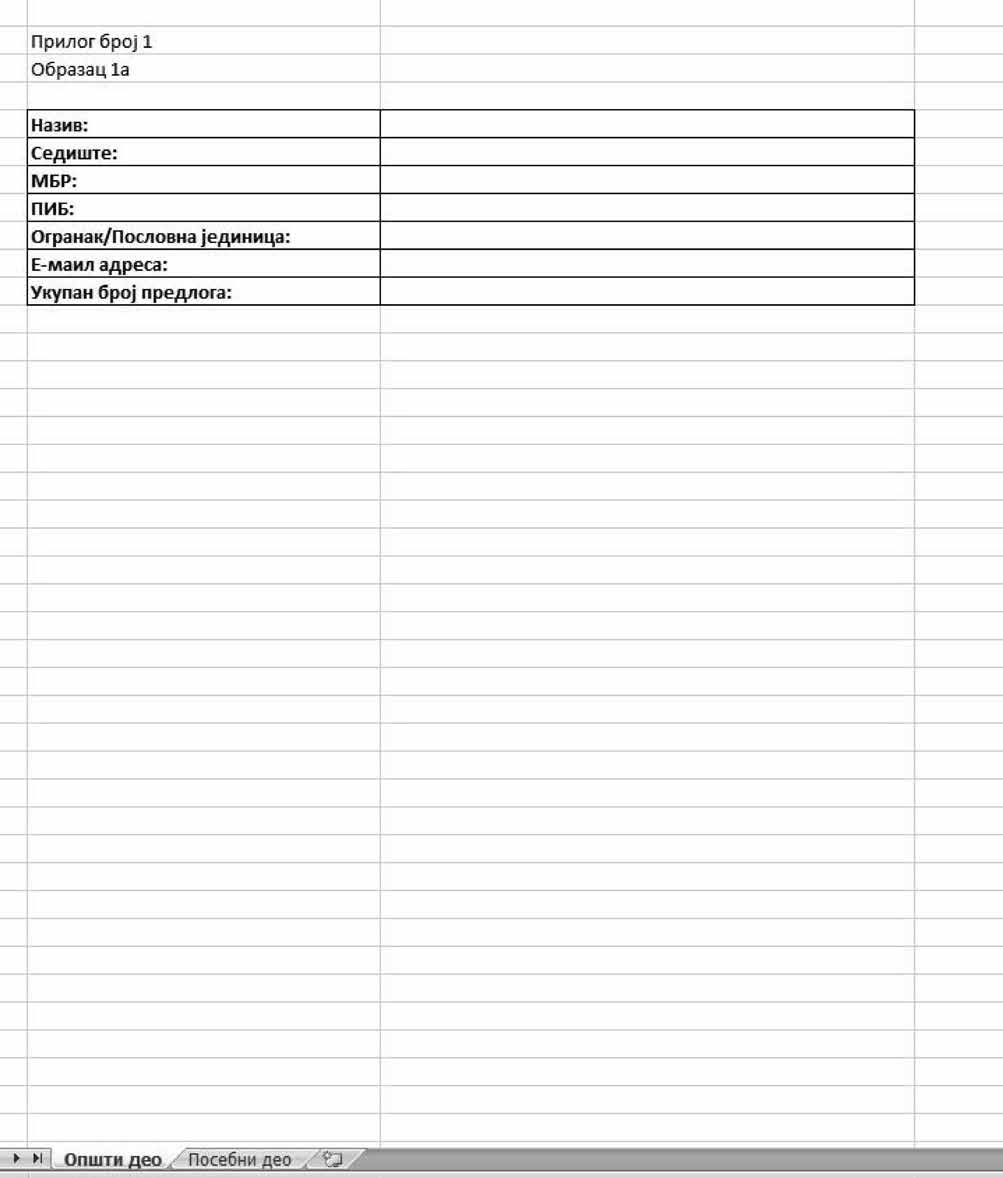 Прилог број 1
Образац 1а
Назив:
Седиште:
МБР:
ПИБ:
Огранак/Пословна јединица:
Е-маил адреса:
Укупан број предлога:
Општи део
Посебни део